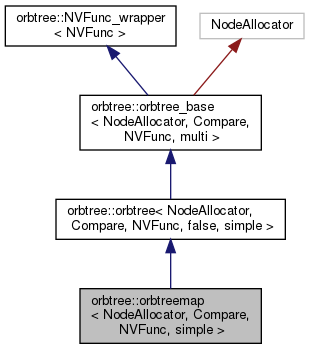 orbtree::NVFunc_wrapper
< NVFunc >
NodeAllocator
orbtree::orbtree_base
< NodeAllocator, Compare,
NVFunc, multi >
orbtree::orbtree< NodeAllocator,
Compare, NVFunc, false, simple >
orbtree::orbtreemap
< NodeAllocator, Compare,
NVFunc, simple >